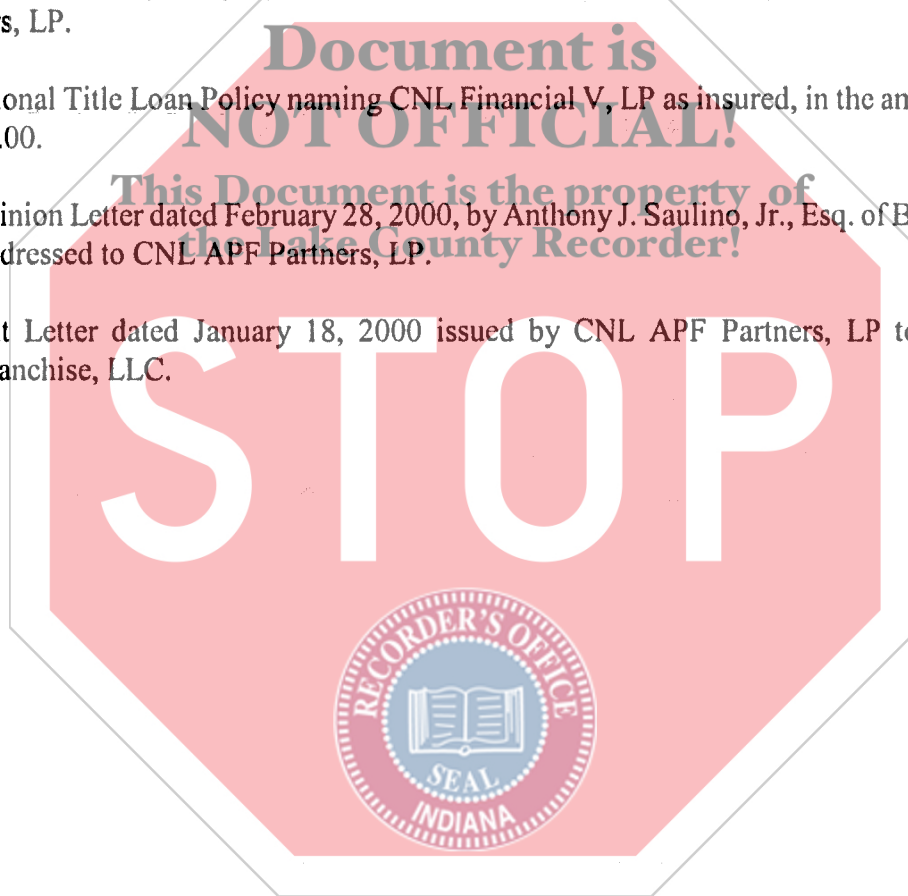 s, LP.
Document is
onal Title Loan Policy naming CNL Financial V, LP as insured, in the am
NOT OFFICIAL!
.00.
This Document is the property of
inion Letter dated February 28, 2000, by Anthony J. Saulino, Jr., Esq. of B
the Lake County Recorder!
dressed to CNL APF Partners, LP.
t Letter dated January 18, 2000 issued by CNL APF Partners, LP to
anchise, LLC.
STOP
RECORDER'S OFFICE
SEAL
INDIANA